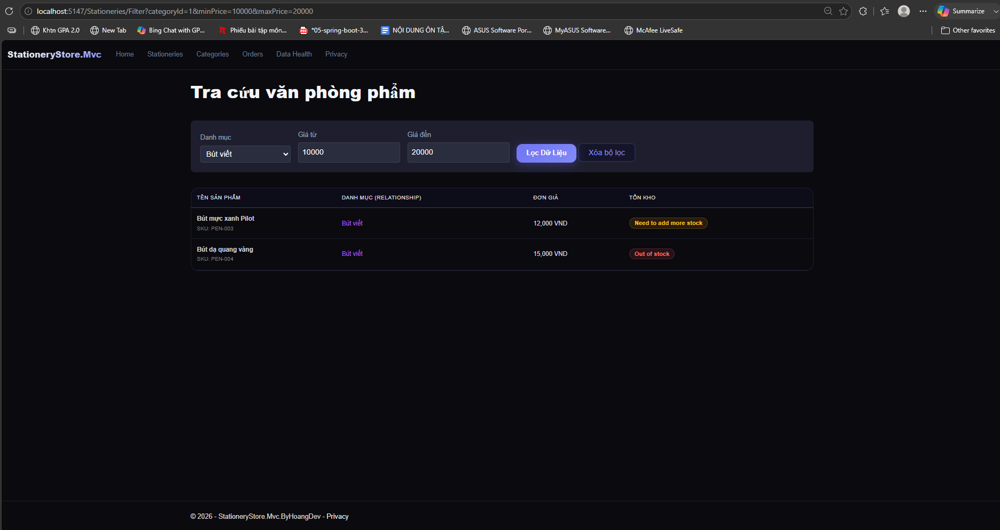 localhost:5147/Stationeries/Filter?categoryId=1&minPrice=10000&maxPrice=20000
Summarize
Khtn GPA 2.0 New Tab Bing Chat with GP... Phiếu bài tập môn... *05-spring-boot-3... NỘI DUNG ÔN TẬ... ASUS Software Por... MyASUS Software... McAfee LiveSafe Other favorites
StationeryStore.Mvc Home Stationeries Categories Orders Data Health Privacy
Tra cứu văn phòng phẩm
Danh mục Giá từ Giá đến
Bút viết 10000 20000 Lọc Dữ Liệu Xóa bộ lọc
TÊN SẢN PHẨM DANH MỤC (RELATIONSHIP) ĐƠN GIÁ TỒN KHO
Bút mực xanh Pilot
SKU: PEN-003
Bút viết 12,000 VND Need to add more stock
Bút dạ quang vàng
SKU: PEN-004
Bút viết 15,000 VND Out of stock
© 2026 - StationeryStore.Mvc.ByHoangDev - Privacy